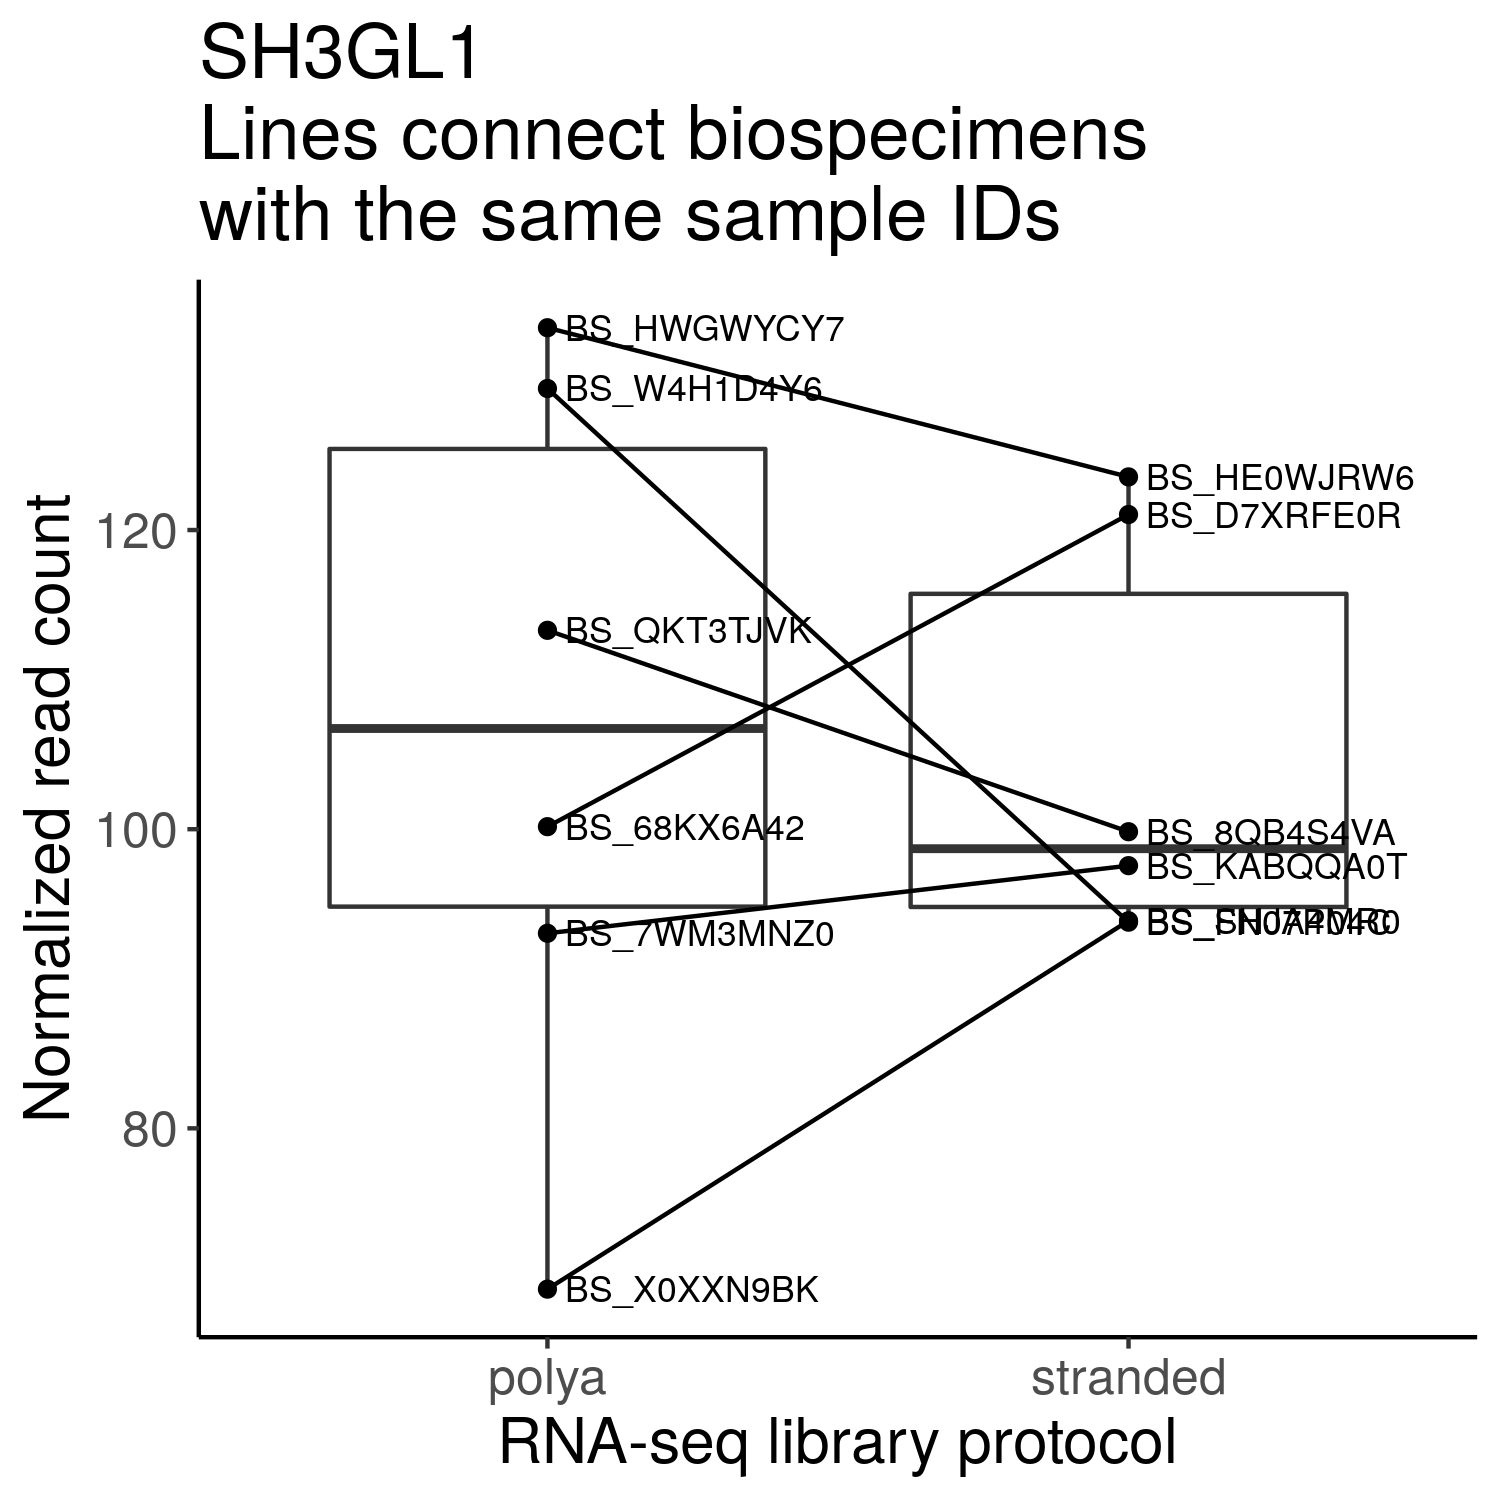 SH3GL1
Lines connect biospecimens
with the same sample IDs
Normalized read count
120
100
80
BS_HWGWYCY7
BS_W4H1D4Y6
BS_QKT3TJVK
BS_68KX6A42
BS_7WM3MNZ0
BS_X0XXN9BK
BS_HE0WJRW6
BS_D7XRFE0R
BS_8QB4S4VA
BS_KABQQA0T
polya
stranded
RNA-seq library protocol